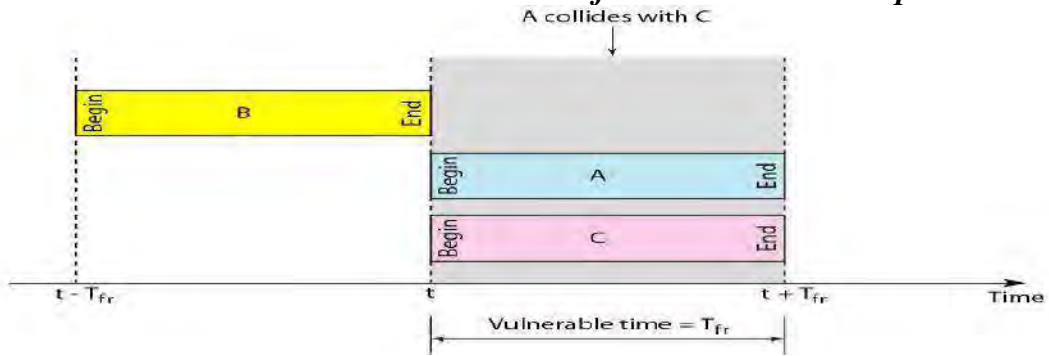 A collides with C
Begin B End
Begin A End
Begin C End
t - Tfr t t + Tfr Time
Vulnerable time = Tfr